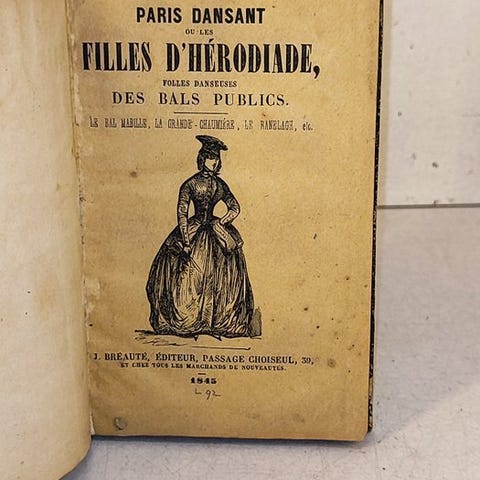 PARIS DANSANT
OU LES
FILLES D'HÉRODIADE,
FOLLES DANSEUSES
DES BALS PUBLICS.
LE BAL MABILLE, LA GRANDE-CHAUMIÈRE, LE RANELAGH, etc.
J. BRÉAUTÉ, ÉDITEUR, PASSAGE CHOISEUL, 39,
ET CHEZ TOUS LES MARCHANDS DE NOUVEAUTÉS.
1845